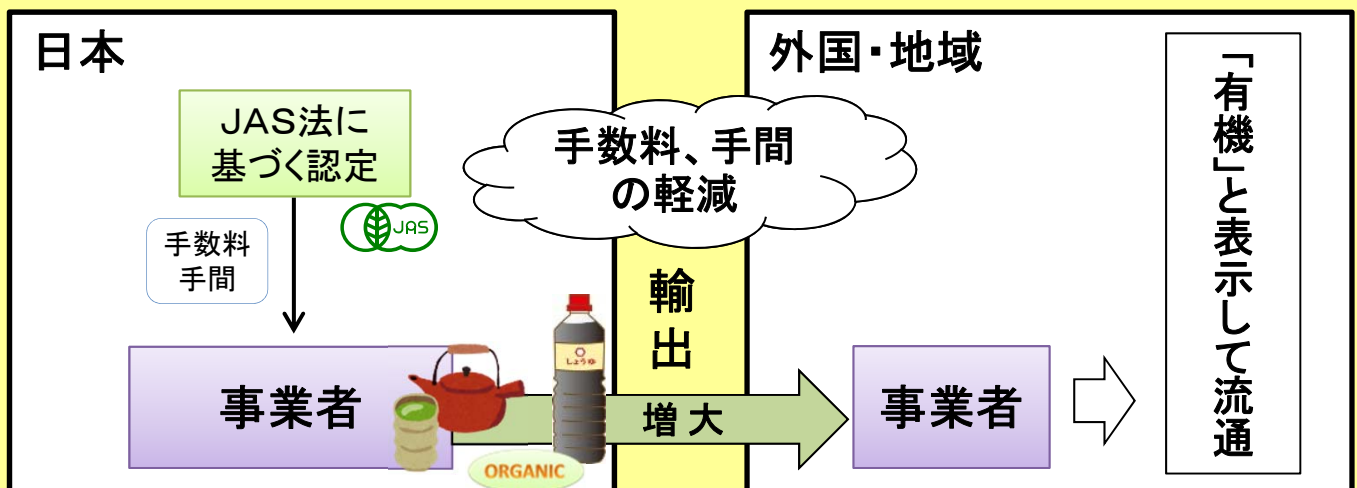 日本
JAS法に
基づく認定
JAS
手数料
手間
事業者
しょうゆ
ORGANIC
手数料、手間
の軽減
輸出
増大
外国・地域
事業者
「有機」と表示して流通